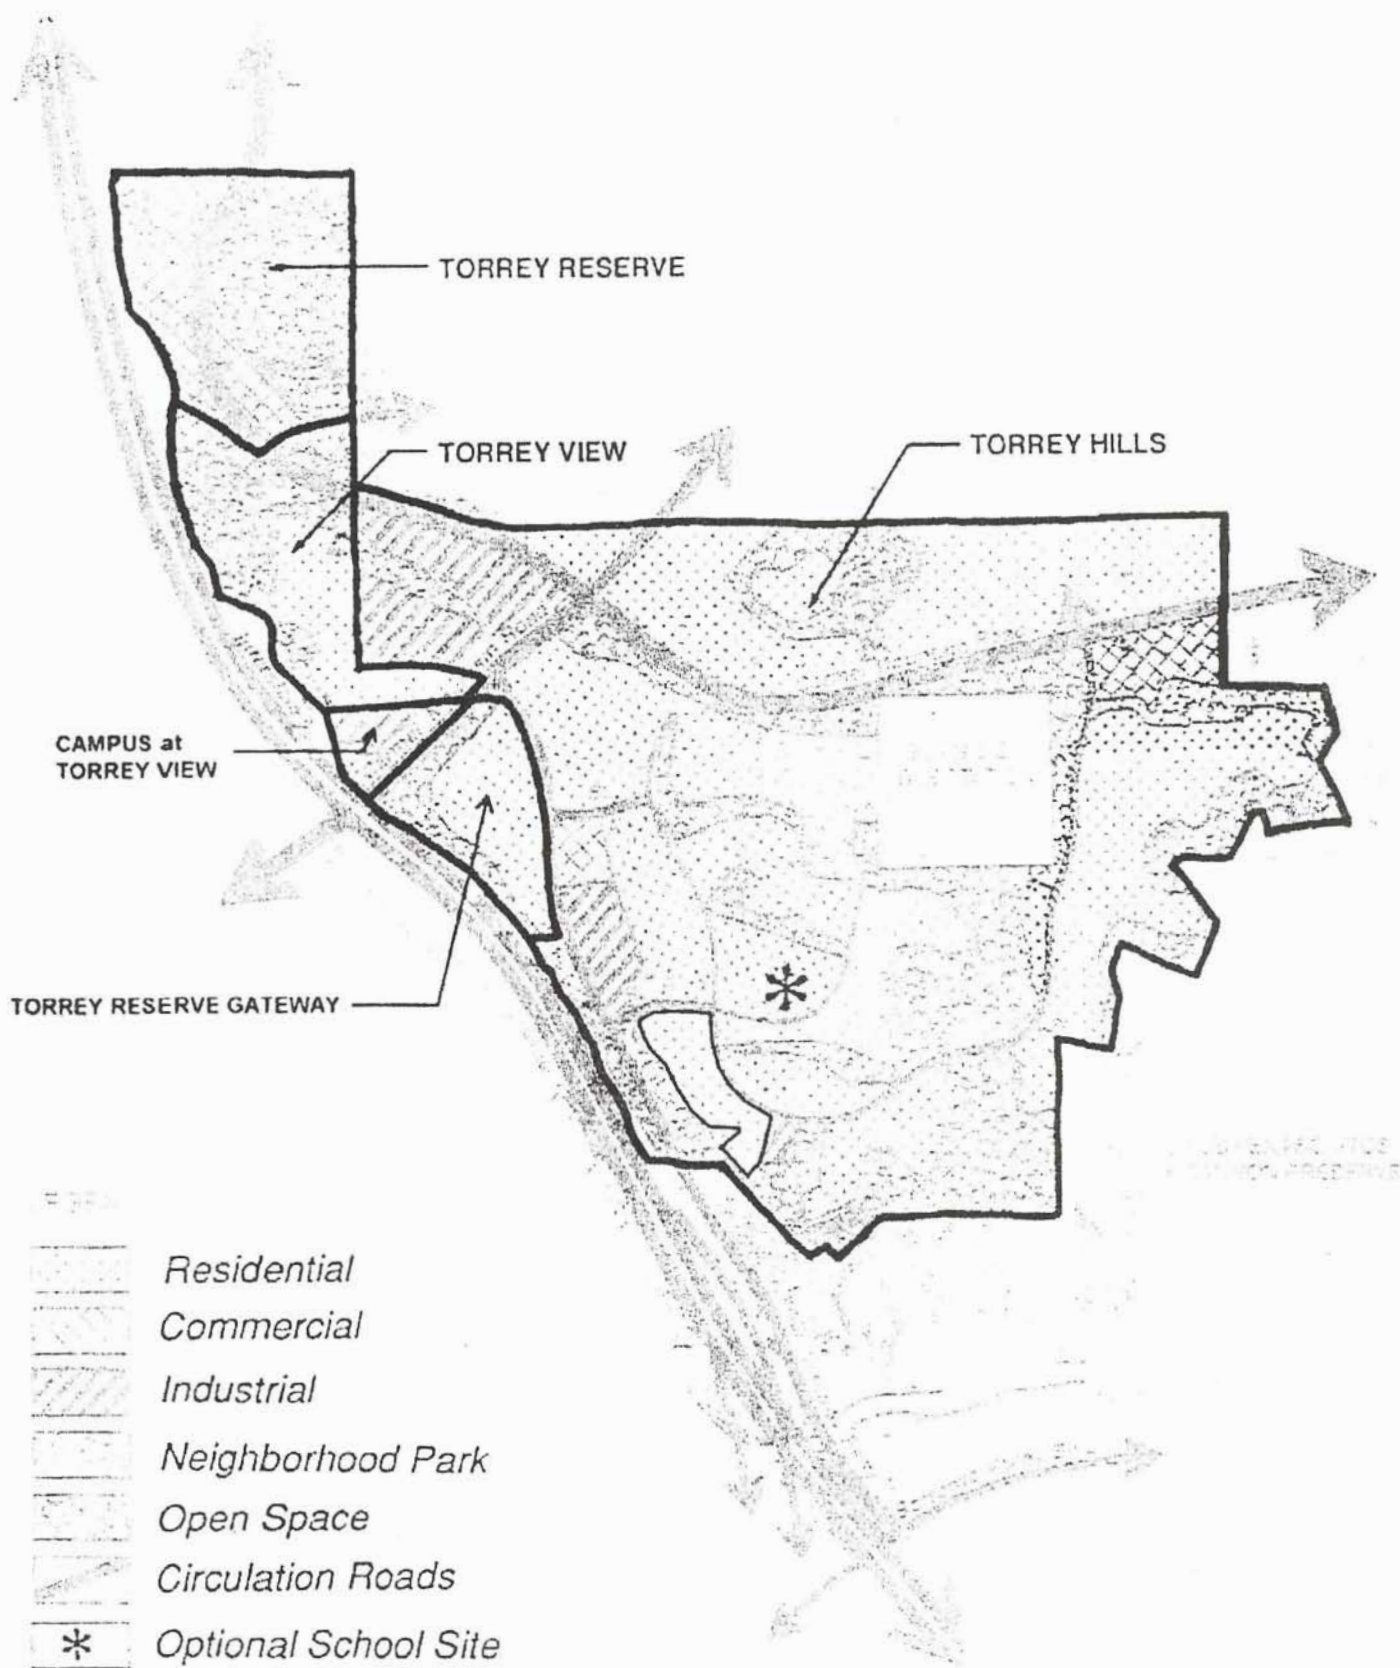 TORREY RESERVE
TORREY VIEW
TORREY HILLS
CAMPUS at
TORREY VIEW
TORREY RESERVE GATEWAY
Residential
Commercial
Industrial
Neighborhood Park
Open Space
Circulation Roads
Optional School Site